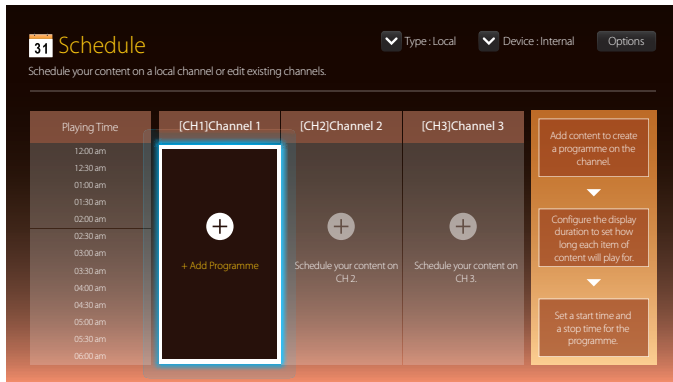 31 Schedule
Type : Local
Device : Internal
Options
Schedule your content on a local channel or edit existing channels.
Playing Time
[CH1]Channel 1
[CH2]Channel 2
[CH3]Channel 3
12:00 am
12:30 am
01:00 am
01:30 am
02:00 am
02:30 am
03:00 am
03:30 am
04:00 am
04:30 am
05:00 am
05:30 am
06:00 am
+ Add Programme
Schedule your content on
CH 2.
Schedule your content on
CH 3.
Add content to create
a programme on the
channel.
Configure the display
duration to set how
long each item of
content will play for.
Set a start time and
a stop time for the
programme.